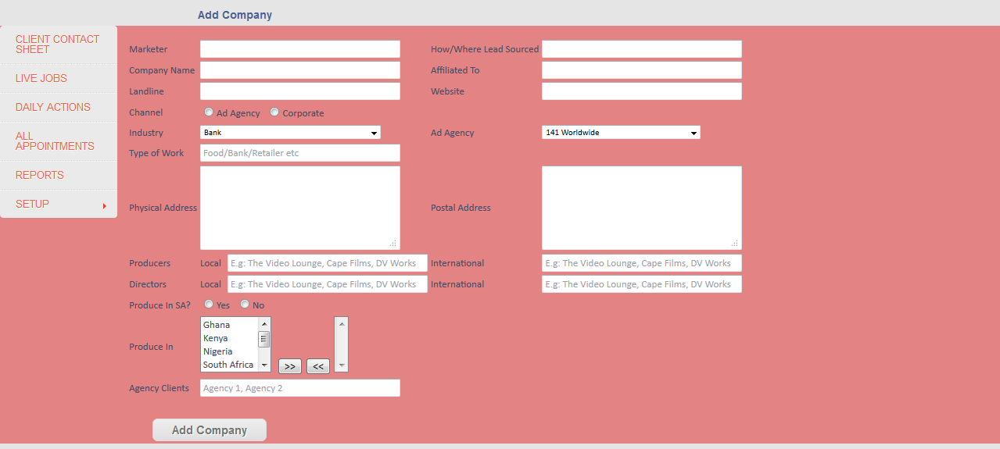 Add Company
CLIENT CONTACT
SHEET
LIVE JOBS
DAILY ACTIONS
ALL
APPOINTMENTS
REPORTS
SETUP
Marketer
How/Where Lead Sourced
Company Name
Affiliated To
Landline
Website
Channel Ad Agency Corporate
Industry Bank
Ad Agency 141 Worldwide
Type of Work Food/Bank/Retailer etc
Physical Address
Postal Address
Producers Local E.g: The Video Lounge, Cape Films, DV Works
International E.g: The Video Lounge, Cape Films, DV Works
Directors Local E.g: The Video Lounge, Cape Films, DV Works
International E.g: The Video Lounge, Cape Films, DV Works
Produce In SA? Yes No
Produce In
Ghana
Kenya
Nigeria
South Africa
>> <<
Agency Clients Agency 1, Agency 2
Add Company